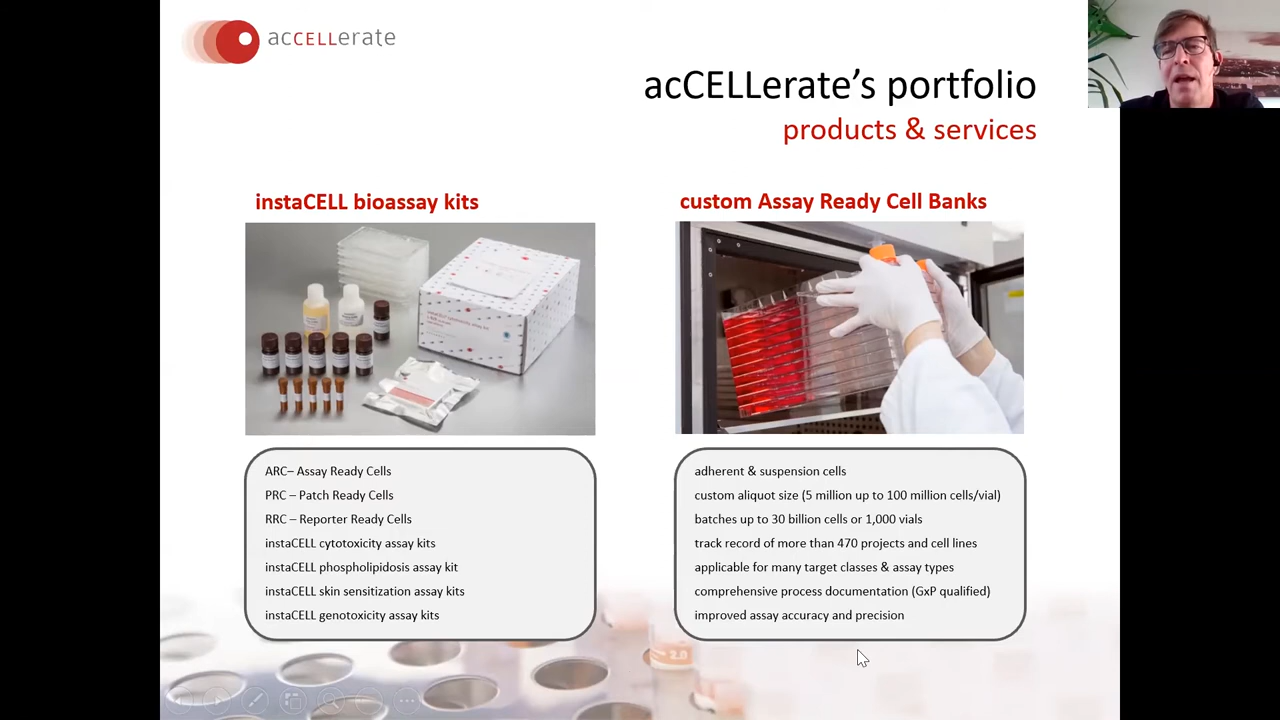 acCELLerate
acCELLerate’s portfolio
products & services
instaCELL bioassay kits
custom Assay Ready Cell Banks
ARC– Assay Ready Cells
PRC – Patch Ready Cells
RRC – Reporter Ready Cells
instaCELL cytotoxicity assay kits
instaCELL phospholipidosis assay kit
instaCELL skin sensitization assay kits
instaCELL genotoxicity assay kits
adherent & suspension cells
custom aliquot size (5 million up to 100 million cells/vial)
batches up to 30 billion cells or 1,000 vials
track record of more than 470 projects and cell lines
applicable for many target classes & assay types
comprehensive process documentation (GxP qualified)
improved assay accuracy and precision
2.0